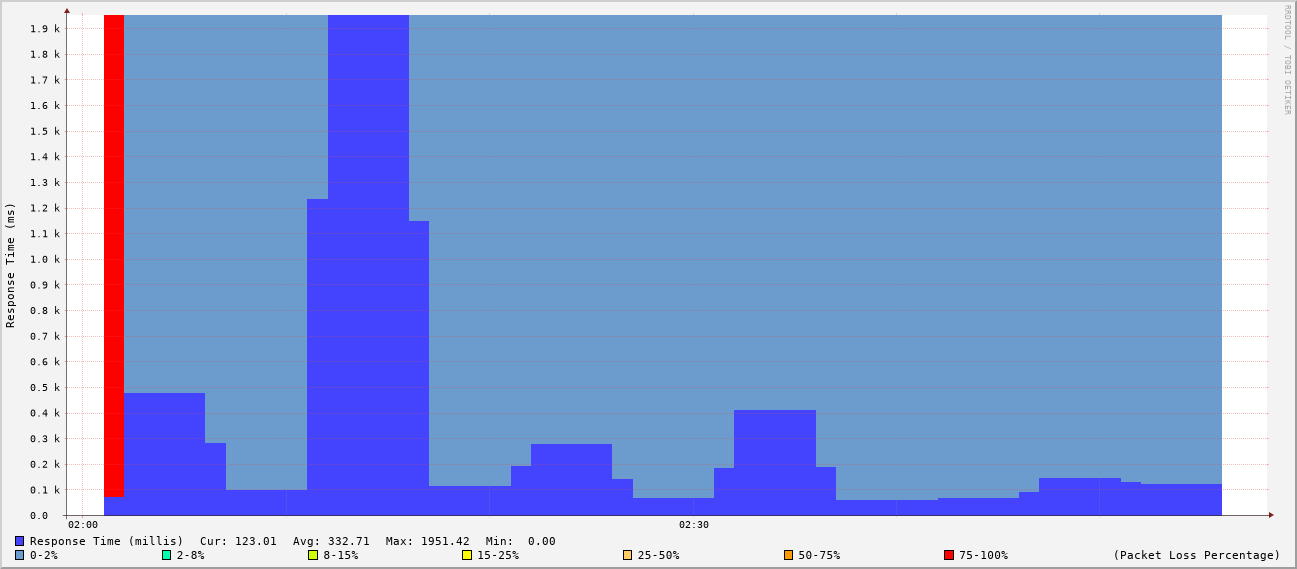 RRDTOOL / TOBI OETIKER
Response Time (ms)
1.9 k
1.8 k
1.7 k
1.6 k
1.5 k
1.4 k
1.3 k
1.2 k
1.1 k
1.0 k
0.9 k
0.8 k
0.7 k
0.6 k
0.5 k
0.4 k
0.3 k
0.2 k
0.1 k
0.0
02:00 02:30
Response Time (millis) Cur: 123.01 Avg: 332.71 Max: 1951.42 Min: 0.00
0-2% 2-8% 8-15% 15-25% 25-50% 50-75% 75-100% (Packet Loss Percentage)